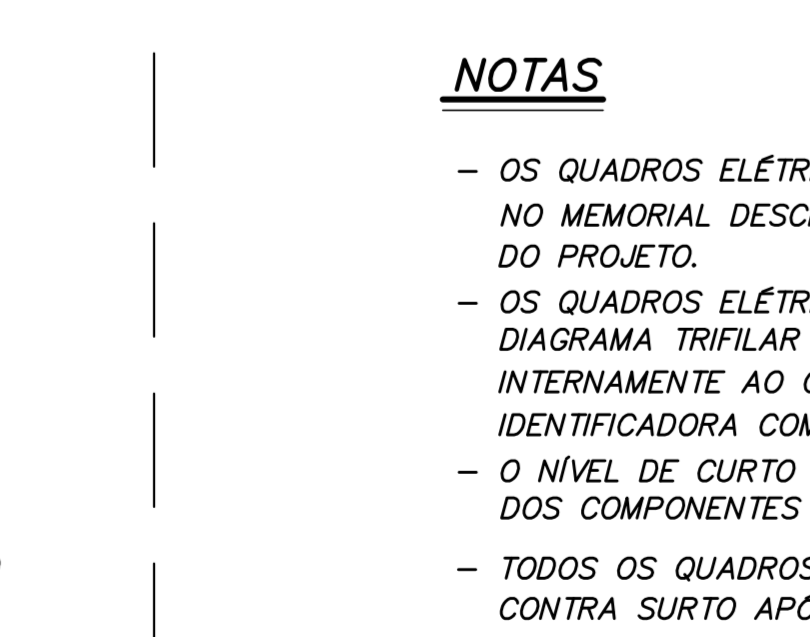 NOTAS
- OS QUADROS
NO MEMORIAL
DO PROJETO.
- OS QUADROS
DIAGRAMA TRIFILAR
INTERNAMENTE AO
IDENTIFICADORA
- O NÍVEL DE CURTO
DOS COMPONENTES
- TODOS OS QUADROS
CONTRA SURTO